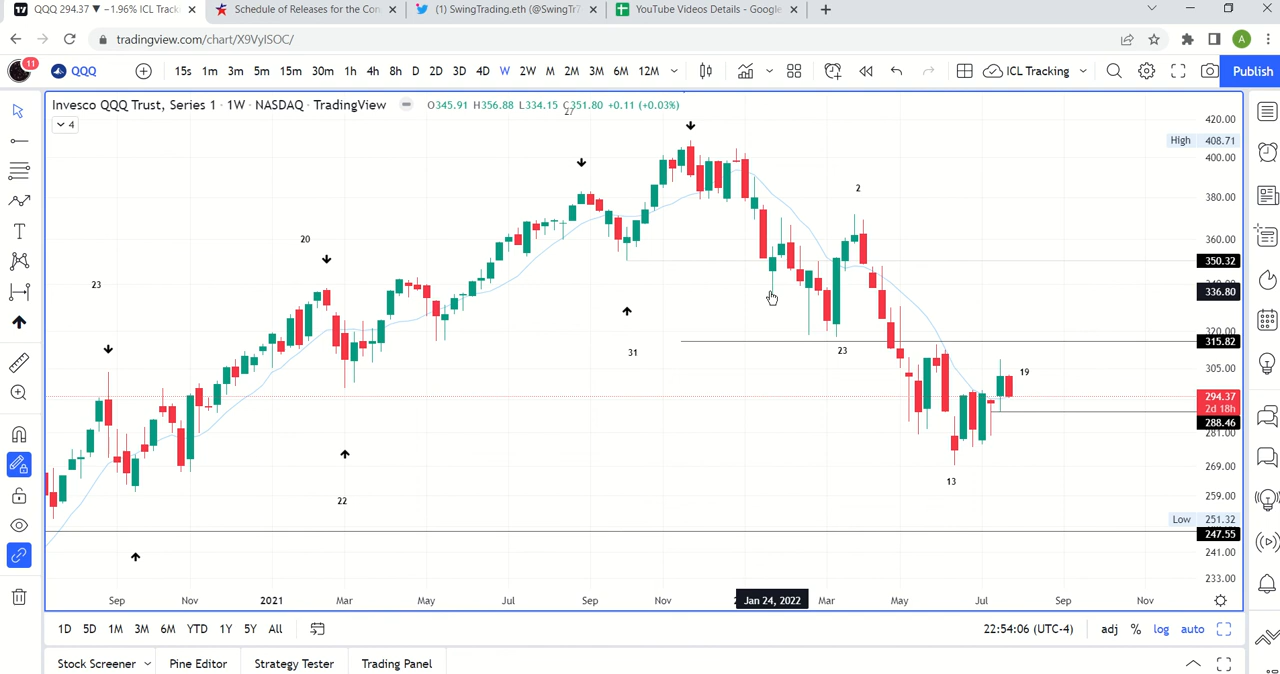 QQQ 294.37 ▼ −1.96% ICL Track
Schedule of Releases for the Con
(1) SwingTrading.eth (@SwingTr7
YouTube Videos Details - Google
tradingview.com/chart/X9VyISOC/
A
11
QQQ
15s 1m 3m 5m 15m 30m 1h 4h 8h D 2D 3D 4D W 2W M 2M 3M 6M 12M
ICL Tracking
Publish
Invesco QQQ Trust, Series 1 · 1W · NASDAQ · TradingView
O345.91 H356.88 L334.15 C351.80 +0.11 (+0.03%)
4
27
420.00
High 408.71
400.00
2
380.00
20
360.00
350.32
23
336.80
320.00
315.82
31
23
305.00
19
294.37
2d 18h
288.46
281.00
269.00
13
22
259.00
Low 251.32
247.55
241.00
233.00
Sep Nov 2021 Mar May Jul Sep Nov Jan 24, 2022 Mar May Jul Sep Nov
1D 5D 1M 3M 6M YTD 1Y 5Y All
22:54:06 (UTC-4) adj % log auto
Stock Screener Pine Editor Strategy Tester Trading Panel